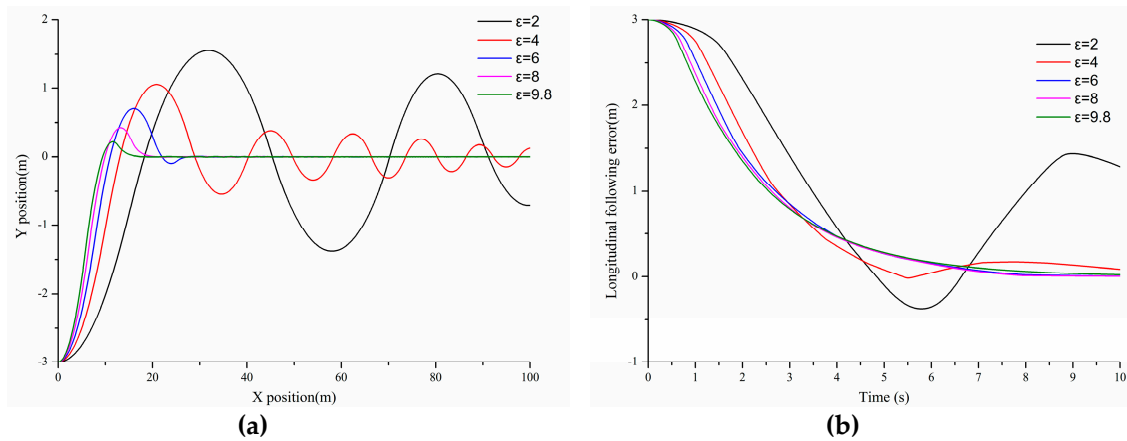 2
1
0
-1
-2
-3
Y position(m)
0
20
40
60
80
100
X position(m)
ε=2
ε=4
ε=6
ε=8
ε=9.8
(a)
3
2
1
0
-1
Longitudinal following error(m)
0
1
2
3
4
5
6
7
8
9
10
Time (s)
ε=2
ε=4
ε=6
ε=8
ε=9.8
(b)